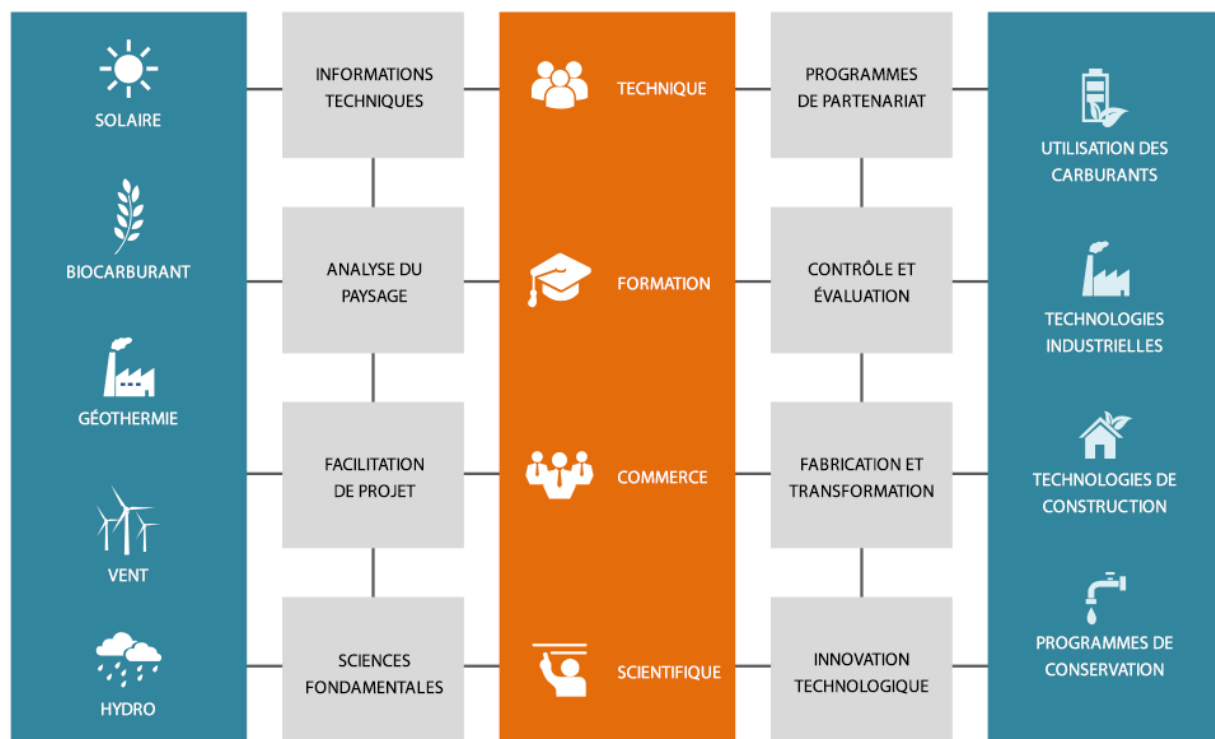 SOLAIRE
BIOCARBURANT
GÉOTHERMIE
VENT
HYDRO
INFORMATIONS
TECHNIQUES
ANALYSE DU
PAYSAGE
FACILITATION
DE PROJET
SCIENCES
FONDAMENTALES
TECHNIQUE
FORMATION
COMMERCE
SCIENTIFIQUE
PROGRAMMES
DE PARTENARIAT
CONTRÔLE ET
ÉVALUATION
FABRICATION ET
TRANSFORMATION
INNOVATION
TECHNOLOGIQUE
UTILISATION DES
CARBURANTS
TECHNOLOGIES
INDUSTRIELLES
TECHNOLOGIES DE
CONSTRUCTION
PROGRAMMES DE
CONSERVATION